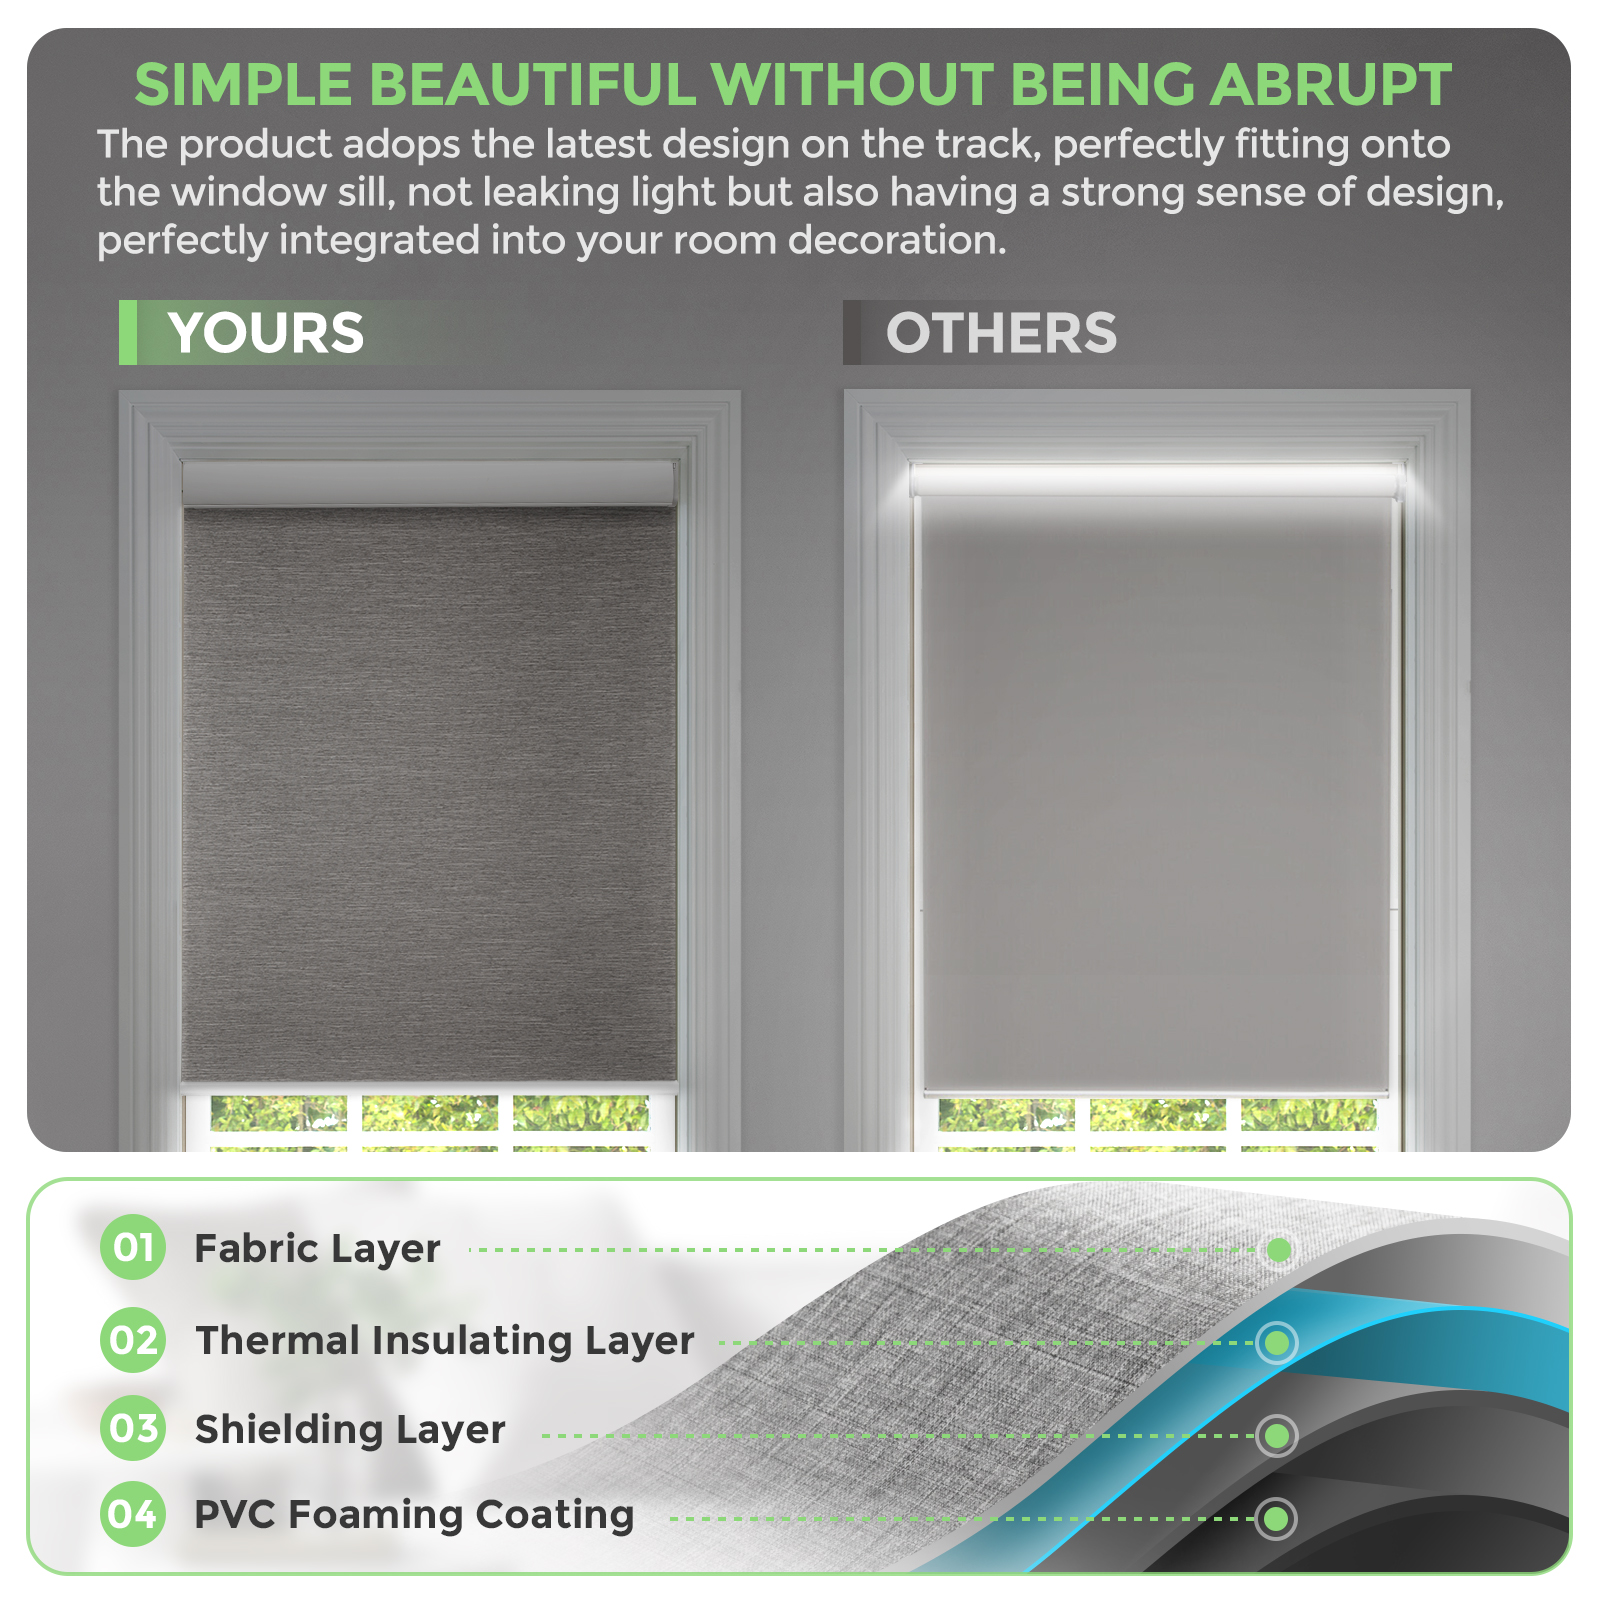 SIMPLE BEAUTIFUL WITHOUT BEING ABRUPT
The product adops the latest design on the track, perfectly fitting onto
the window sill, not leaking light but also having a strong sense of design,
perfectly integrated into your room decoration.
YOURS
OTHERS
01 Fabric Layer
02 Thermal Insulating Layer
03 Shielding Layer
04 PVC Foaming Coating